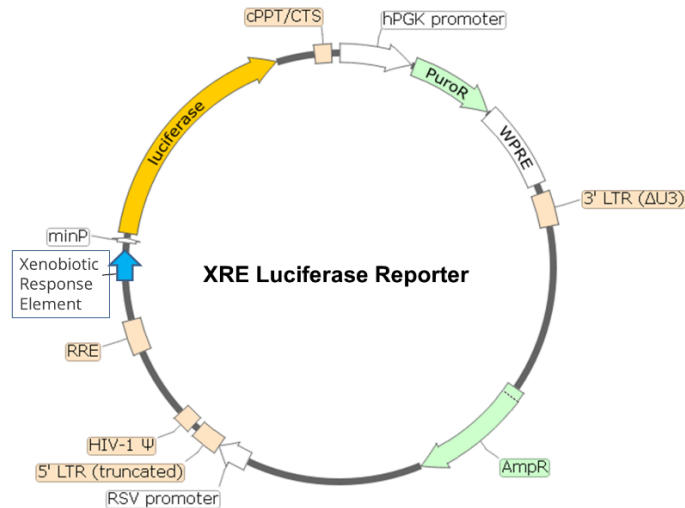 cPPT/CTS
hPGK promoter
PuroR
WPRE
3' LTR (ΔU3)
luciferase
minP
Xenobiotic
Response
Element
XRE Luciferase Reporter
RRE
HIV-1 Ψ
5' LTR (truncated)
RSV promoter
AmpR